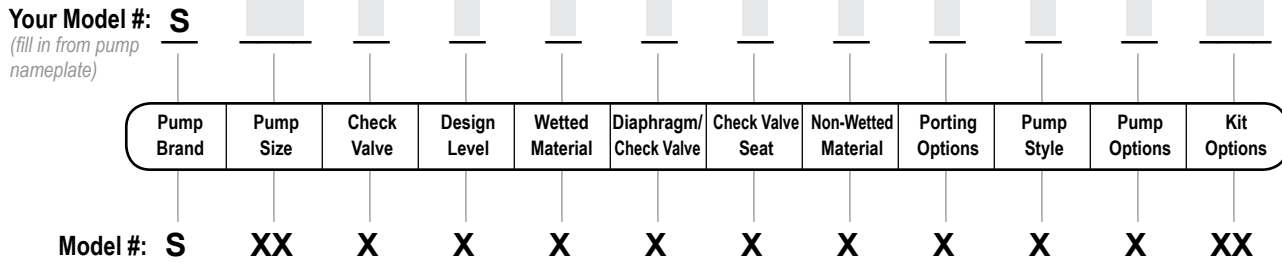 Your Model #: S
(fill in from pump
nameplate)
Pump Pump Check Design Wetted Diaphragm/ Check Valve Non-Wetted Porting Pump Pump Kit
Brand Size Valve Level Material Check Valve Seat Material Options Style Options Options
Model #: S XX X X X X X X X X X XX